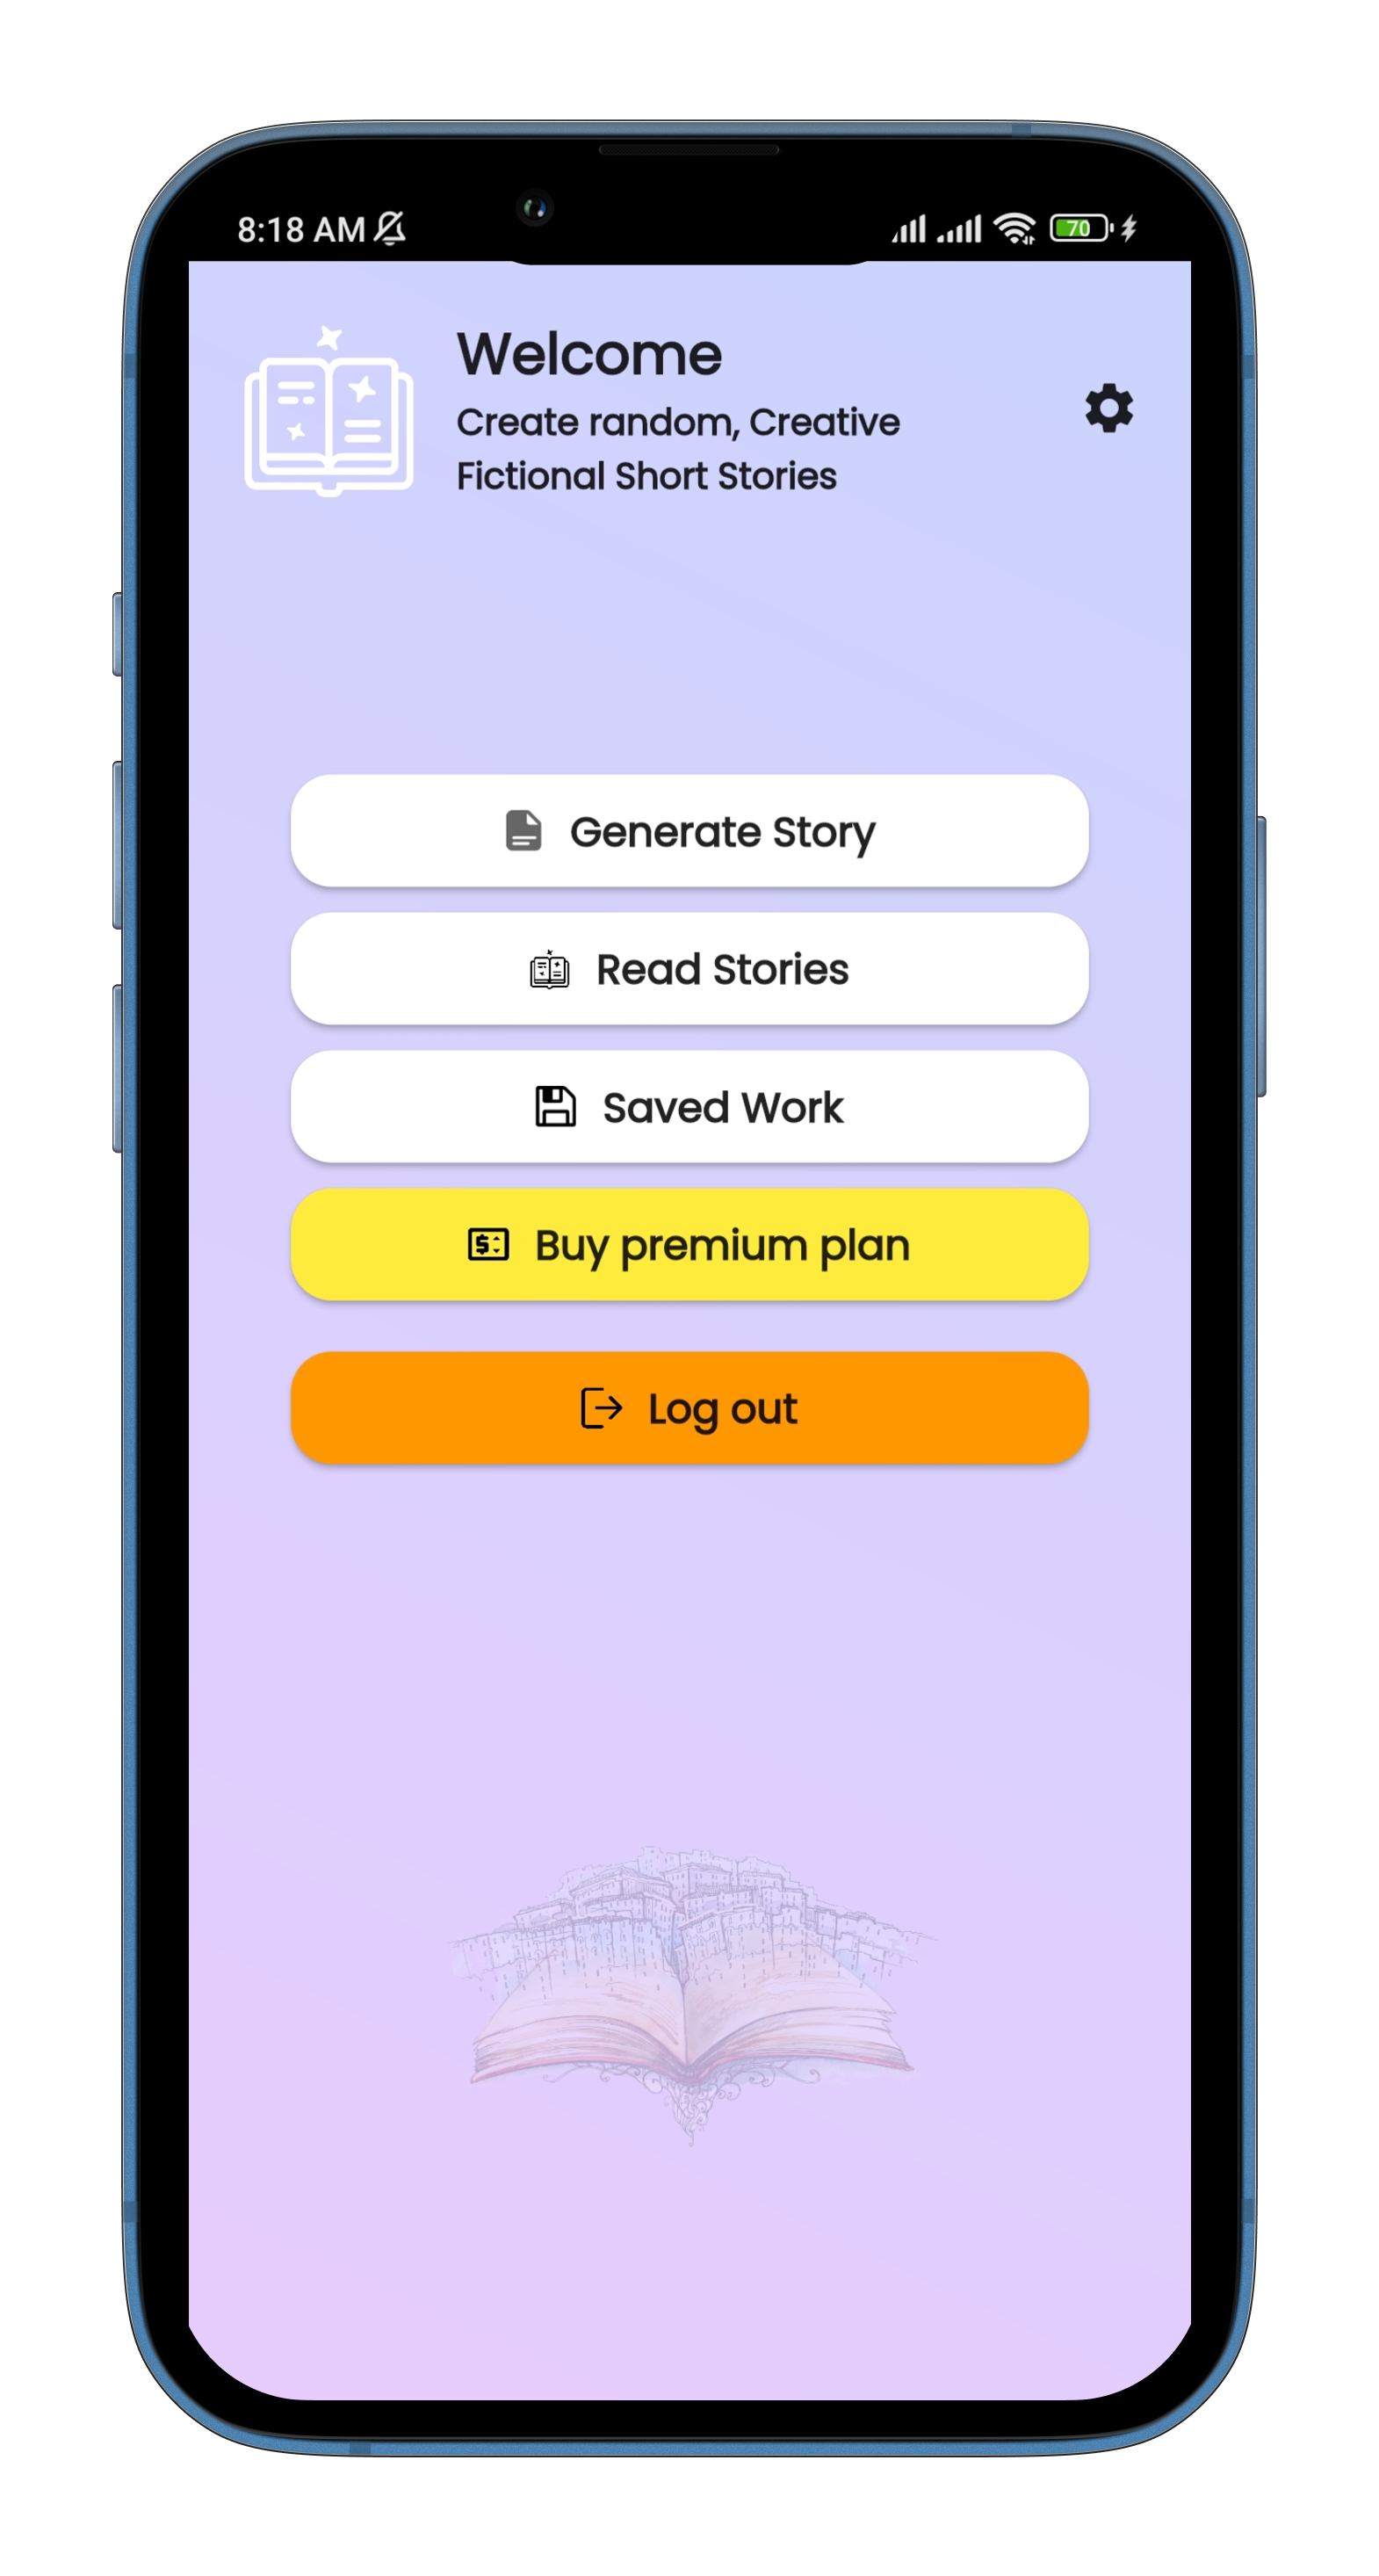 8:18 AM
70
Welcome
Create random, Creative
Fictional Short Stories
Generate Story
Read Stories
Saved Work
Buy premium plan
Log out